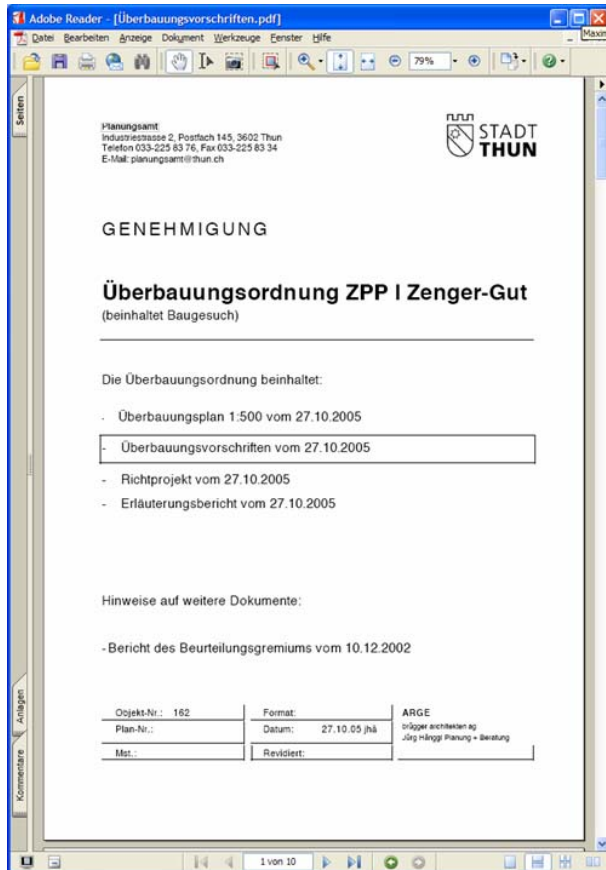 Adobe Reader - [Überbauungsvorschriften.pdf]
Maxim
Datei Bearbeiten Anzeige Dokument Werkzeuge Fenster Hilfe
79%
Seiten
Planungsamt
Industriestrasse 2, Postfach 145, 3602 Thun
Telefon 033-225 83 76, Fax 033-225 83 34
E-Mail: planungsamt@thun.ch
STADT
THUN
GENEHMIGUNG
Überbauungsordnung ZPP I Zenger-Gut
(beinhaltet Baugesuch)
Die Überbauungsordnung beinhaltet:
- Überbauungsplan 1:500 vom 27.10.2005
- Überbauungsvorschriften vom 27.10.2005
- Richtprojekt vom 27.10.2005
- Erläuterungsbericht vom 27.10.2005
Hinweise auf weitere Dokumente:
- Bericht des Beurteilungsgremiums vom 10.12.2002
Objekt-Nr.: 162 Format: ARGE
Plan-Nr.: Datum: 27.10.05 jhä brügger architekten ag
Jürg Hänggi Planung + Beratung
Mst.: Revidiert:
Anlagen
Kommentare
1 von 10